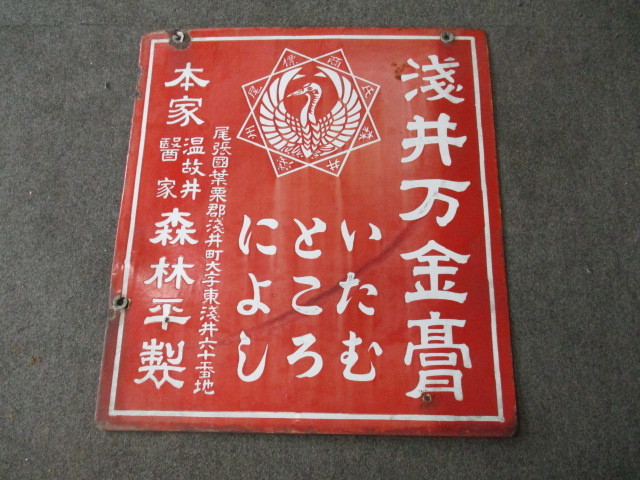 淺井万金膏
いたむ
ところ
によし
商標
尾張國葉栗郡淺井町大字東淺井六十番地
本家
温故井
醫家
森林平製